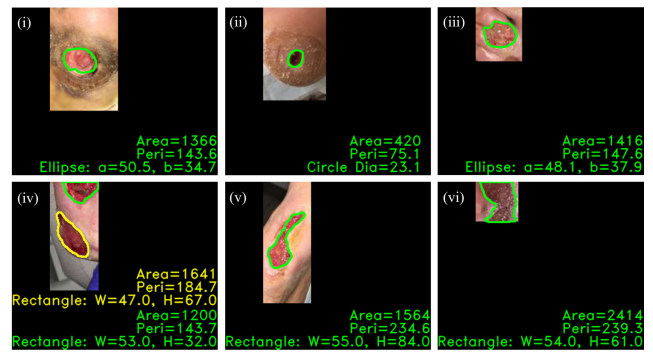 (i)
Area=1366
Peri=143.6
Ellipse: a=50.5, b=34.7
(ii)
Area=420
Peri=75.1
Circle Dia=23.1
(iii)
Area=1416
Peri=147.6
Ellipse: a=48.1, b=37.9
(iv)
Area=1641
Peri=184.7
Rectangle: W=47.0, H=67.0
Area=1200
Peri=143.7
Rectangle: W=53.0, H=32.0
(v)
Area=1564
Peri=234.6
Rectangle: W=55.0, H=84.0
(vi)
Area=2414
Peri=239.3
Rectangle: W=54.0, H=61.0